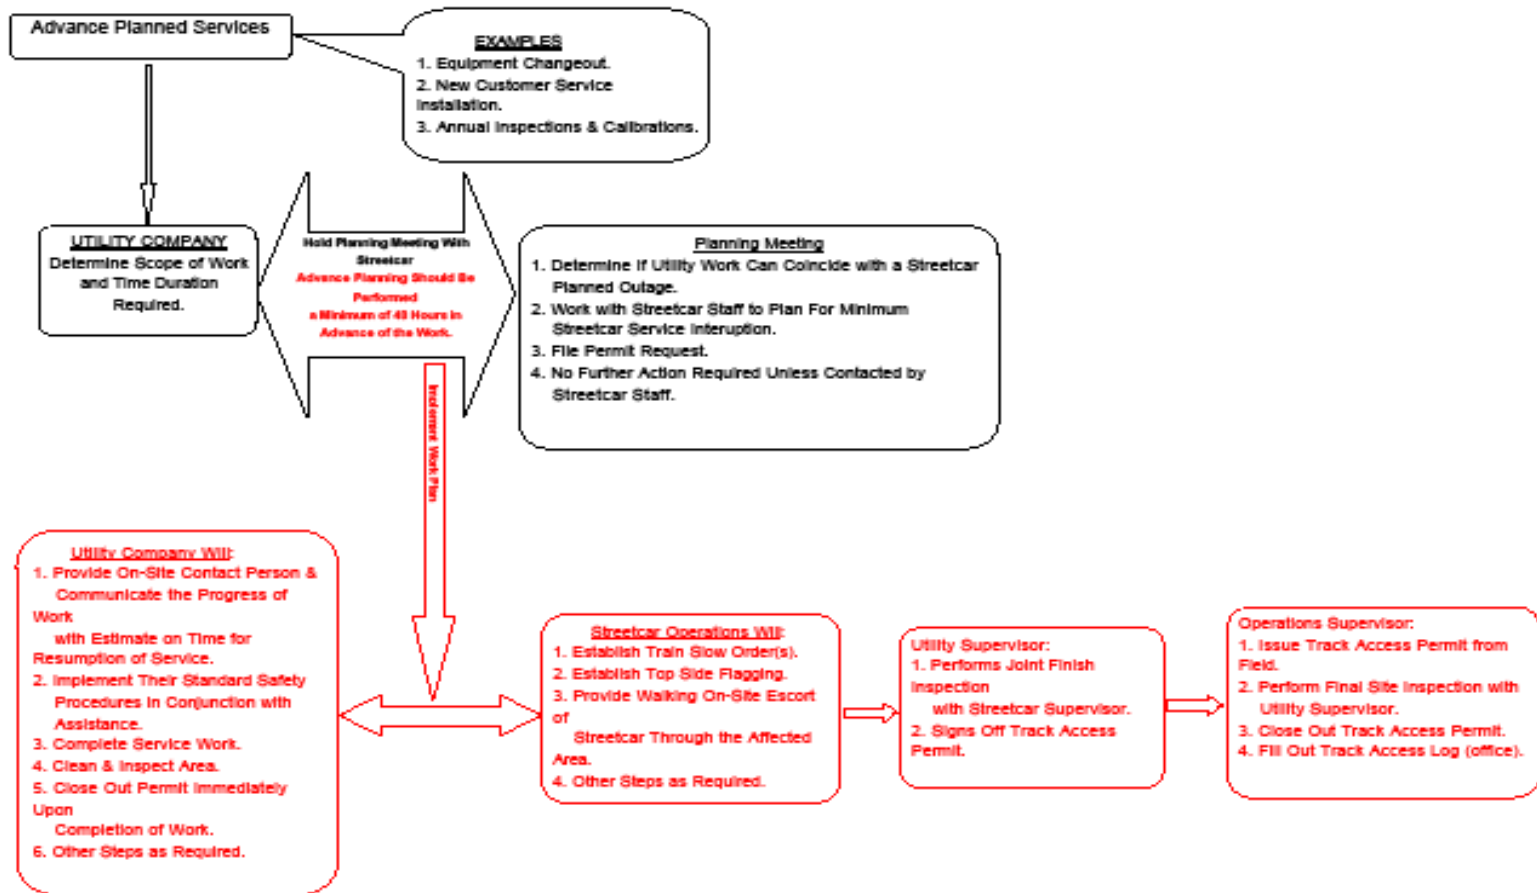 Advance Planned Services
EXAMPLES
1. Equipment Changeout.
2. New Customer Service
Installation.
3. Annual Inspections & Calibrations.
UTILITY COMPANY
Determine Scope of Work
and Time Duration
Required.
Hold Planning Meeting With
Streetcar
Advance Planning Should Be
Performed
a Minimum of 48 Hours in
Advance of the Work.
Planning Meeting
1. Determine if Utility Work Can Coincide with a Streetcar
Planned Outage.
2. Work with Streetcar Staff to Plan For Minimum
Streetcar Service Interuption.
3. File Permit Request.
4. No Further Action Required Unless Contacted by
Streetcar Staff.
Implement Work Plan
Utility Company Will:
1. Provide On-Site Contact Person &
Communicate the Progress of
Work
with Estimate on Time for
Resumption of Service.
2. Implement Their Standard Safety
Procedures in Conjunction with
Assistance.
3. Complete Service Work.
4. Clean & Inspect Area.
5. Close Out Permit Immediately
Upon
Completion of Work.
6. Other Steps as Required.
Streetcar Operations Will:
1. Establish Train Slow Order(s).
2. Establish Top Side Flagging.
3. Provide Walking On-Site Escort
of
Streetcar Through the Affected
Area.
4. Other Steps as Required.
Utility Supervisor:
1. Performs Joint Finish
Inspection
with Streetcar Supervisor.
2. Signs Off Track Access
Permit.
Operations Supervisor:
1. Issue Track Access Permit from
Field.
2. Perform Final Site Inspection with
Utility Supervisor.
3. Close Out Track Access Permit.
4. Fill Out Track Access Log (office).